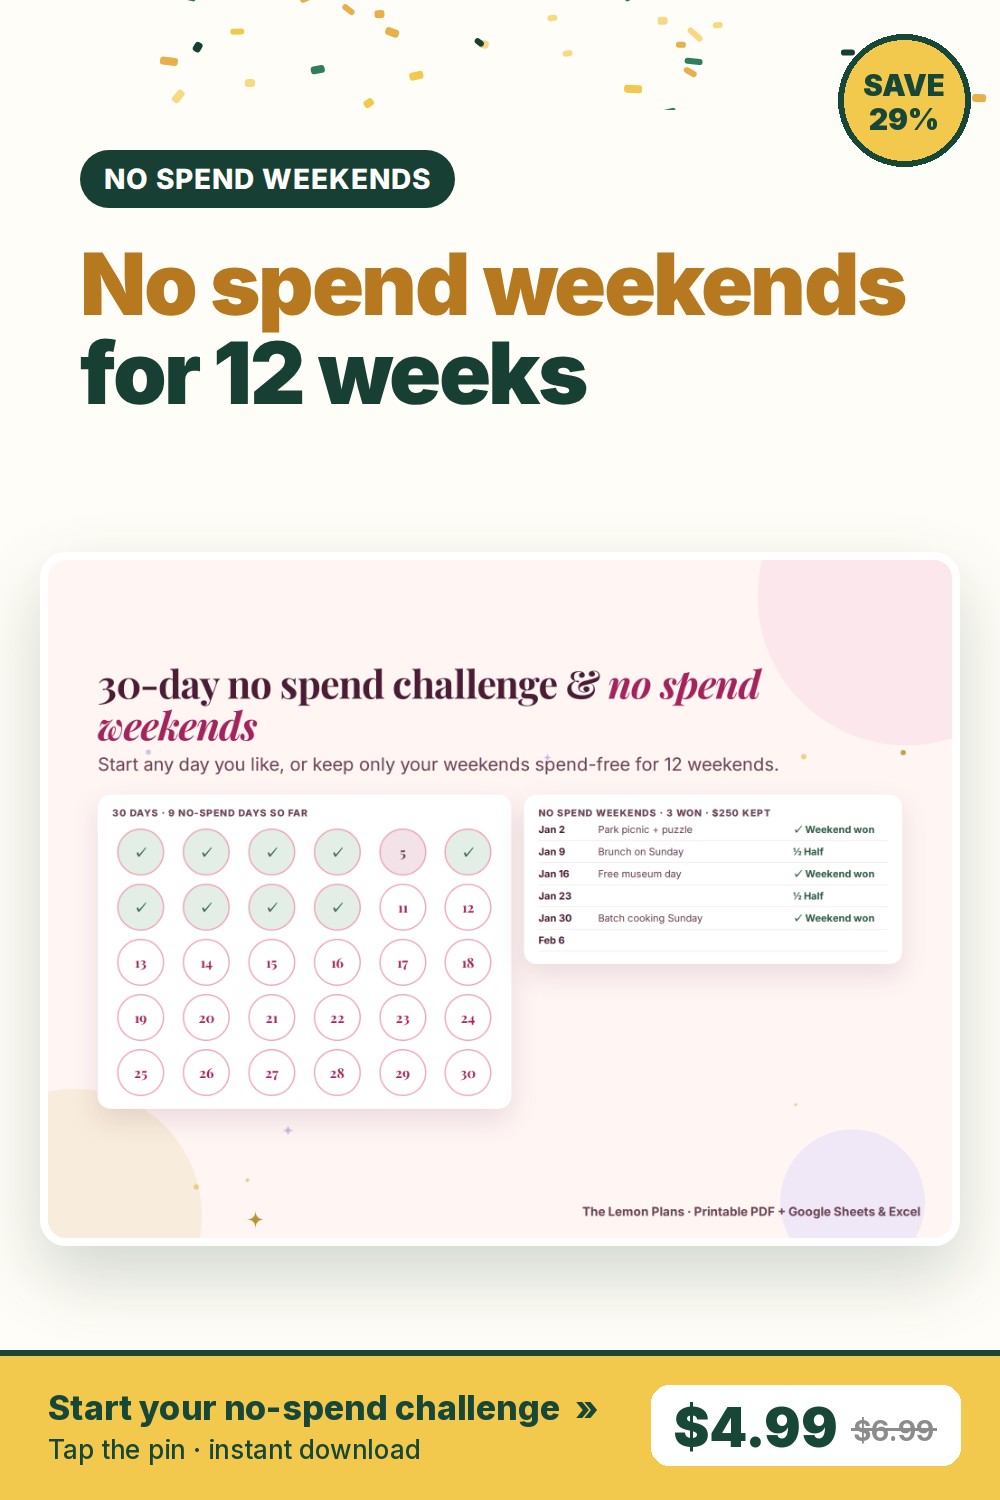 SAVE
29%
NO SPEND WEEKENDS
No spend weekends
for 12 weeks
30-day no spend challenge & no spend
weekends
Start any day you like, or keep only your weekends spend-free for 12 weekends.
30 DAYS · 9 NO-SPEND DAYS SO FAR
✓ ✓ ✓ ✓ 5 ✓
✓ ✓ ✓ ✓ 11 12
13 14 15 16 17 18
19 20 21 22 23 24
25 26 27 28 29 30
NO SPEND WEEKENDS · 3 WON · $250 KEPT
Jan 2 Park picnic + puzzle ✓ Weekend won
Jan 9 Brunch on Sunday ½ Half
Jan 16 Free museum day ✓ Weekend won
Jan 23 ½ Half
Jan 30 Batch cooking Sunday ✓ Weekend won
Feb 6
The Lemon Plans · Printable PDF + Google Sheets & Excel
Start your no-spend challenge »
Tap the pin · instant download
$4.99 $6.99